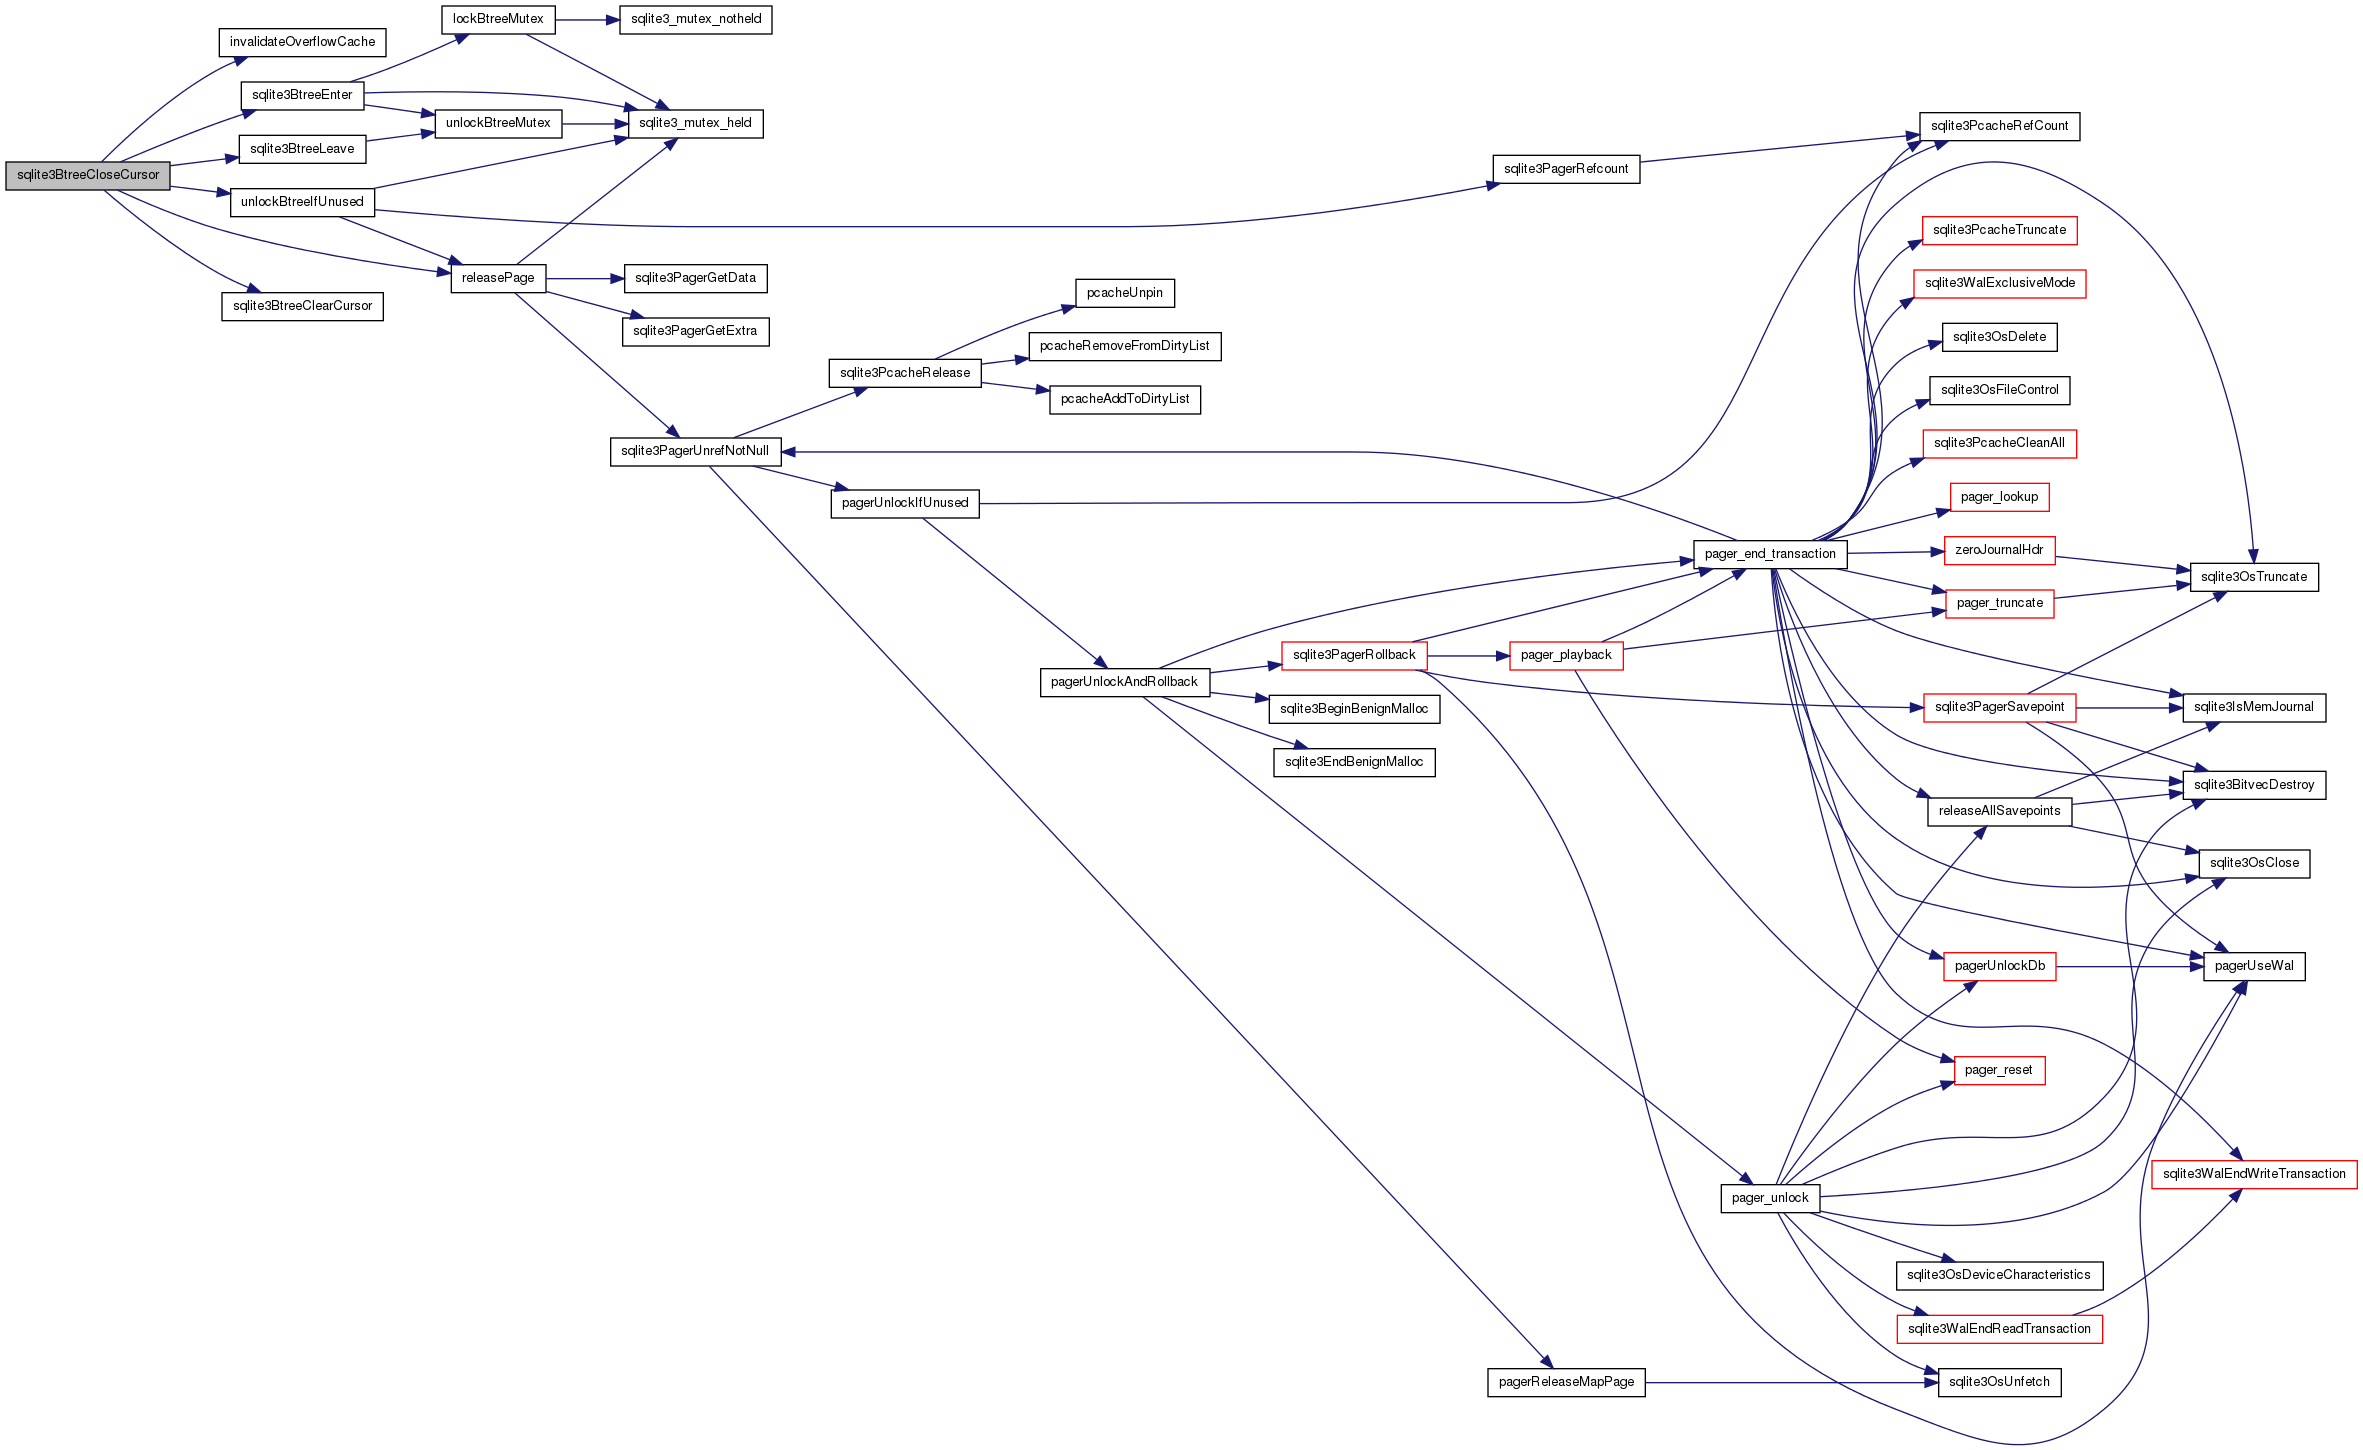 sqlite3BtreeCloseCursor
invalidateOverflowCache
sqlite3BtreeEnter
sqlite3BtreeLeave
unlockBtreeIfUnused
sqlite3BtreeClearCursor
lockBtreeMutex
unlockBtreeMutex
releasePage
sqlite3_mutex_notheld
sqlite3_mutex_held
sqlite3PagerGetData
sqlite3PagerGetExtra
sqlite3PagerUnrefNotNull
sqlite3PcacheRelease
pagerUnlockIfUnused
pcacheUnpin
pcacheRemoveFromDirtyList
pcacheAddToDirtyList
pagerUnlockAndRollback
sqlite3PagerRollback
sqlite3BeginBenignMalloc
sqlite3EndBenignMalloc
sqlite3PagerRefcount
pager_playback
pagerReleaseMapPage
pager_end_transaction
pager_unlock
sqlite3PcacheRefCount
sqlite3PcacheTruncate
sqlite3WalExclusiveMode
sqlite3OsDelete
sqlite3OsFileControl
sqlite3PcacheCleanAll
pager_lookup
zeroJournalHdr
pager_truncate
sqlite3PagerSavepoint
releaseAllSavepoints
pagerUnlockDb
pager_reset
sqlite3OsDeviceCharacteristics
sqlite3WalEndReadTransaction
sqlite3OsUnfetch
sqlite3OsTruncate
sqlite3IsMemJournal
sqlite3BitvecDestroy
sqlite3OsClose
pagerUseWal
sqlite3WalEndWriteTransaction